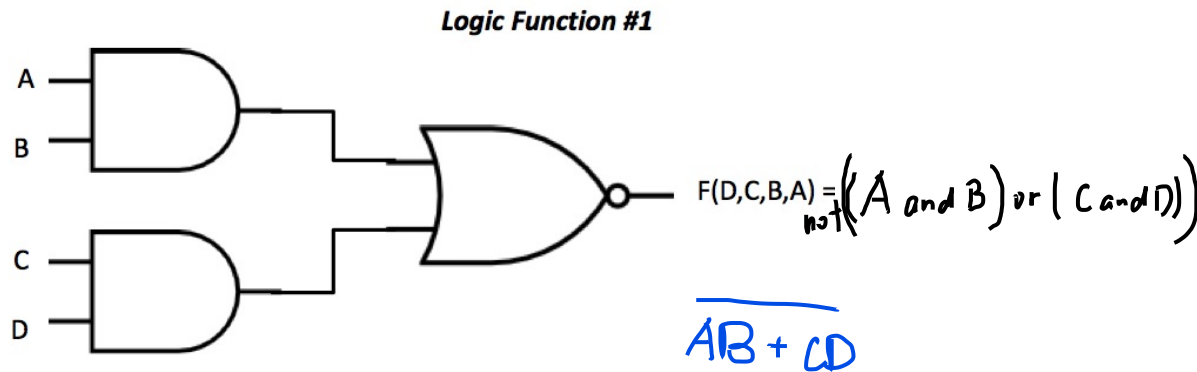 Logic Function #1
A
B
F(D,C,B,A) = not((A and B) or (C and D))
C
D
AB + CD